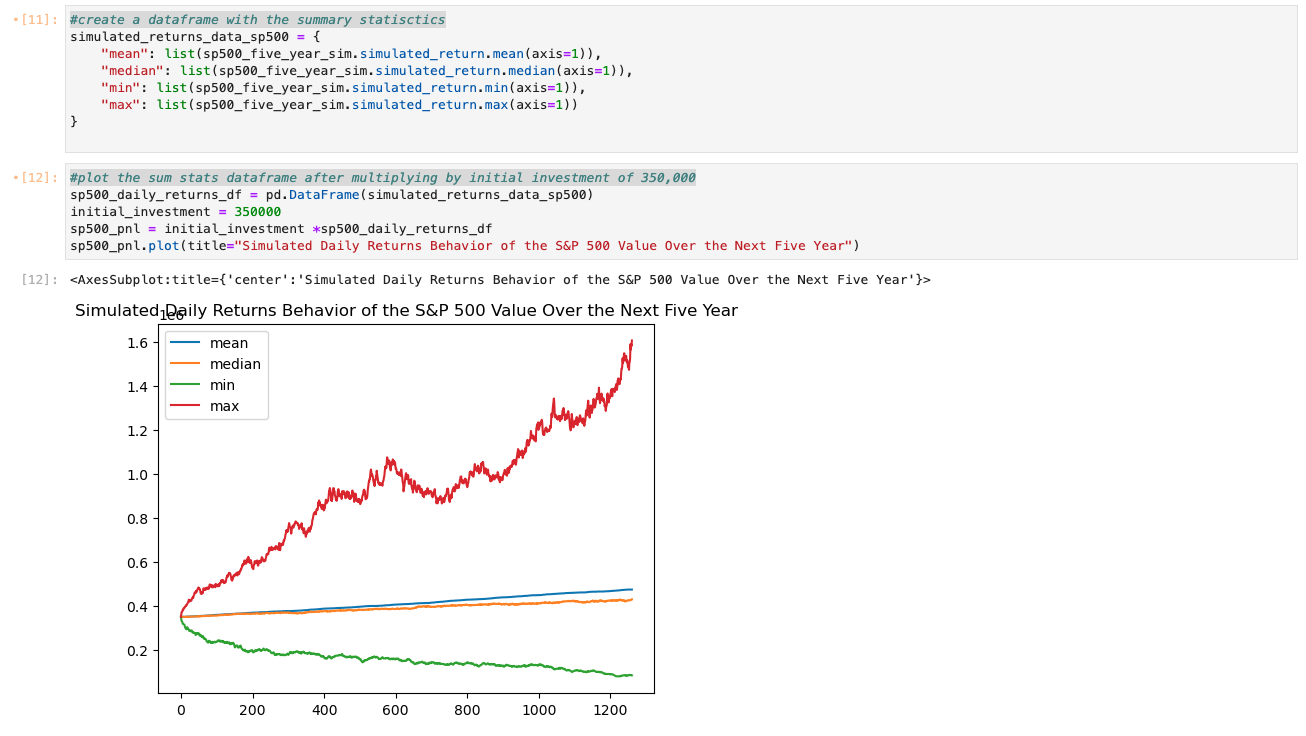 •[11]:
#create a dataframe with the summary statisctics
simulated_returns_data_sp500 = {
    "mean": list(sp500_five_year_sim.simulated_return.mean(axis=1)),
    "median": list(sp500_five_year_sim.simulated_return.median(axis=1)),
    "min": list(sp500_five_year_sim.simulated_return.min(axis=1)),
    "max": list(sp500_five_year_sim.simulated_return.max(axis=1))
}
•[12]:
#plot the sum stats dataframe after multiplying by initial investment of 350,000
sp500_daily_returns_df = pd.DataFrame(simulated_returns_data_sp500)
initial_investment = 350000
sp500_pnl = initial_investment *sp500_daily_returns_df
sp500_pnl.plot(title="Simulated Daily Returns Behavior of the S&P 500 Value Over the Next Five Year")
[12]:
<AxesSubplot:title={'center':'Simulated Daily Returns Behavior of the S&P 500 Value Over the Next Five Year'}>
Simulated Daily Returns Behavior of the S&P 500 Value Over the Next Five Year
1e6
mean
median
min
max
1.6
1.4
1.2
1.0
0.8
0.6
0.4
0.2
0
200
400
600
800
1000
1200